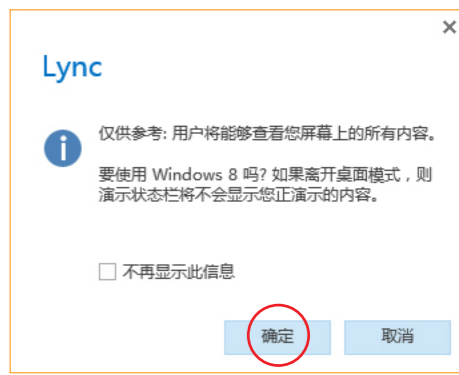 Lync
仅供参考: 用户将能够查看您屏幕上的所有内容。
要使用 Windows 8 吗? 如果离开桌面模式，则
演示状态栏将不会显示您正演示的内容。
不再显示此信息
确定 取消